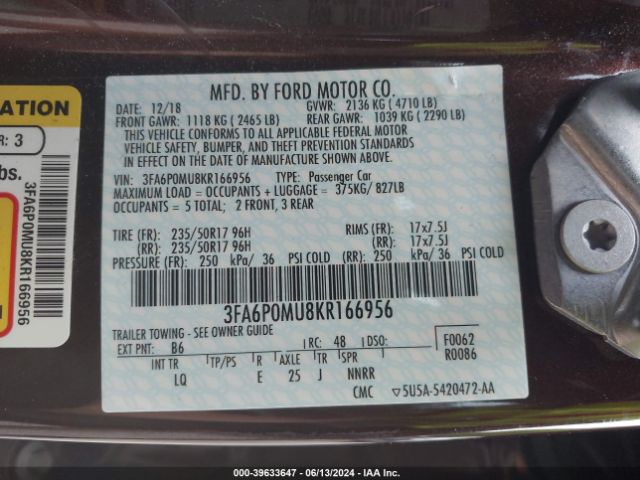 MFD. BY FORD MOTOR CO.
DATE: 12/18 GVWR: 2136 KG ( 4710 LB)
FRONT GAWR: 1118 KG ( 2465 LB) REAR GAWR: 1039 KG ( 2290 LB)
THIS VEHICLE CONFORMS TO ALL APPLICABLE FEDERAL MOTOR
VEHICLE SAFETY, BUMPER, AND THEFT PREVENTION STANDARDS
IN EFFECT ON THE DATE OF MANUFACTURE SHOWN ABOVE.
VIN: 3FA6P0MU8KR166956 TYPE: Passenger Car
MAXIMUM LOAD = OCCUPANTS + LUGGAGE = 375KG/ 827LB
OCCUPANTS = 5 TOTAL; 2 FRONT, 3 REAR
TIRE (F): 235/50R17 96H RIMS (F): 17x7.5J
(R): 235/50R17 96H (R): 17x7.5J
PRESSURE (F): 250 kPa/ 36 PSI COLD (R): 250 kPa/ 36 PSI COLD
3FA6P0MU8KR166956
TRAILER TOWING - SEE OWNER GUIDE
EXT PNT: B6 RC: 48 DSO: F0062
R0086
INT TR TP/PS R AXLE TR SPR
LQ E 25 J NNRR
CMC 5U5A-5420472-AA
ATION
R: 3
bs.
3FA6P0MU8KR166956
000-39633647 - 06/13/2024 - IAA Inc.